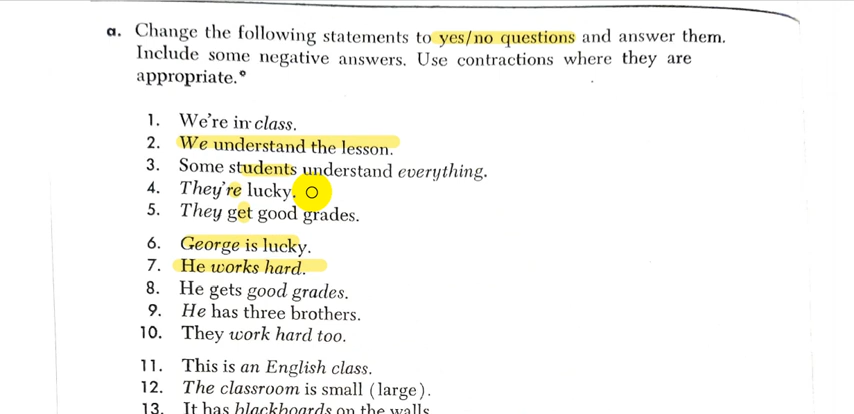 a. Change the following statements to yes/no questions and answer them.
Include some negative answers. Use contractions where they are
appropriate.°
1. We're in class.
2. We understand the lesson.
3. Some students understand everything.
4. They're lucky.
5. They get good grades.
6. George is lucky.
7. He works hard.
8. He gets good grades.
9. He has three brothers.
10. They work hard too.
11. This is an English class.
12. The classroom is small (large).
13. It has blackboards on the walls.